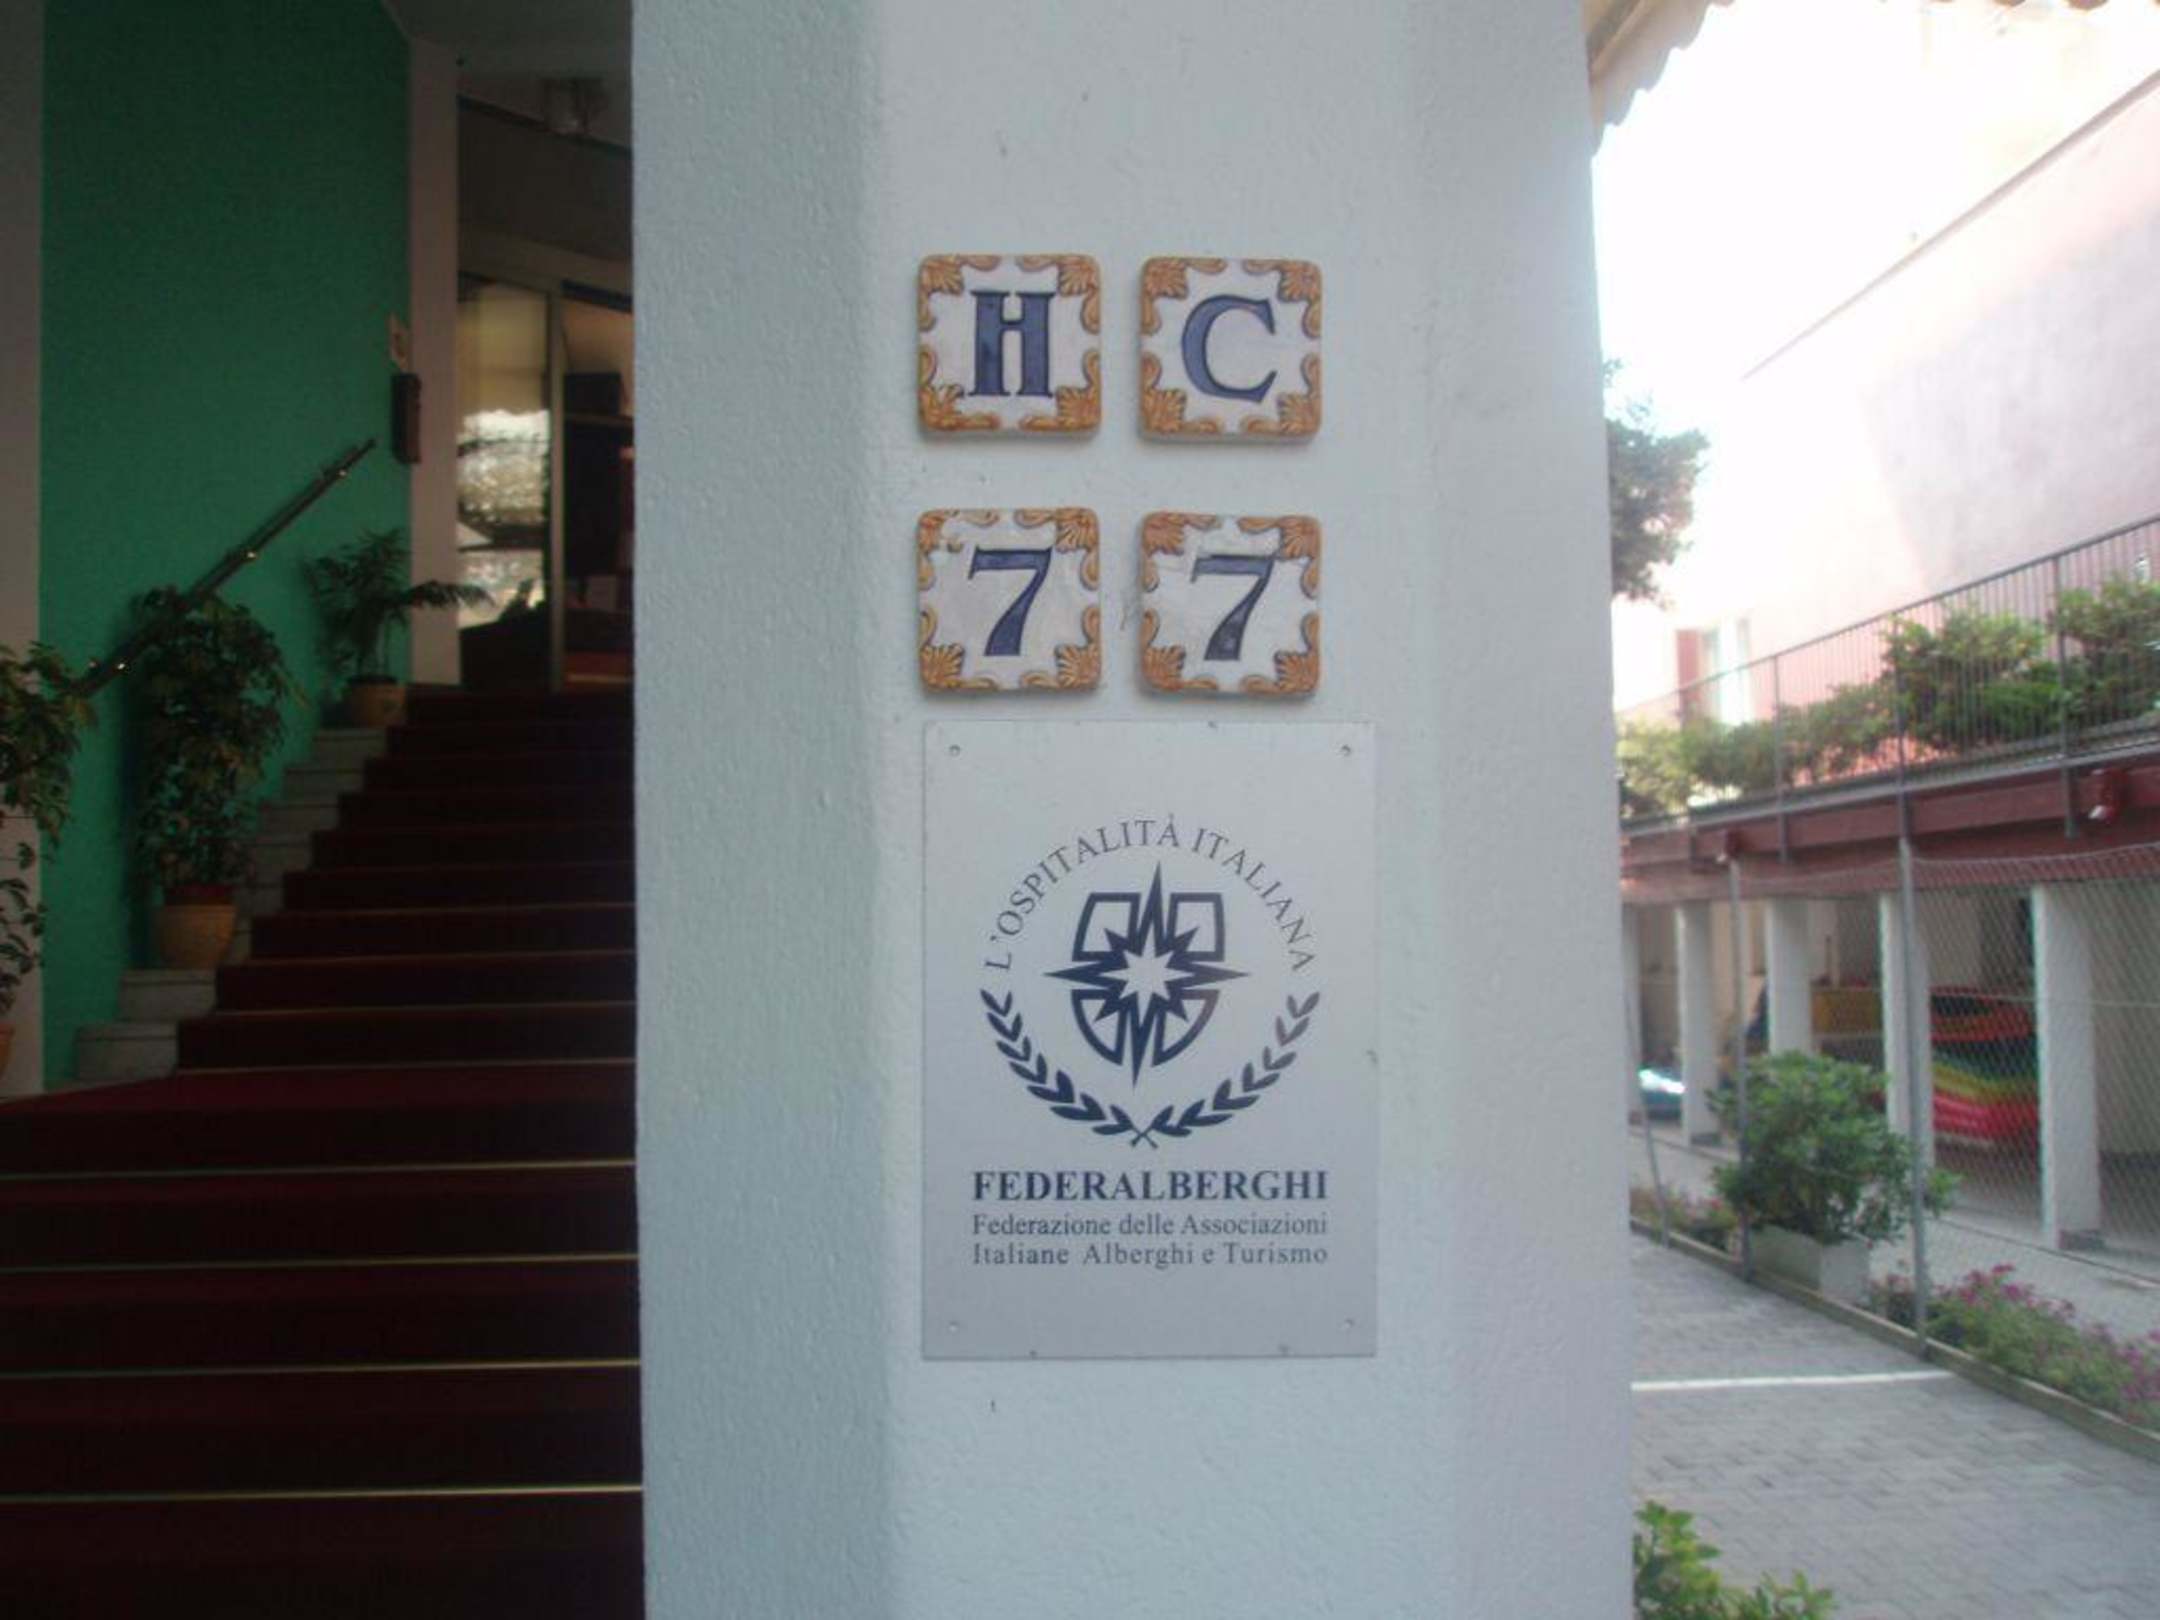 H C
7 7
L'OSPITALITÀ ITALIANA
FEDERALBERGHI
Federazione delle Associazioni
Italiane Alberghi e Turismo